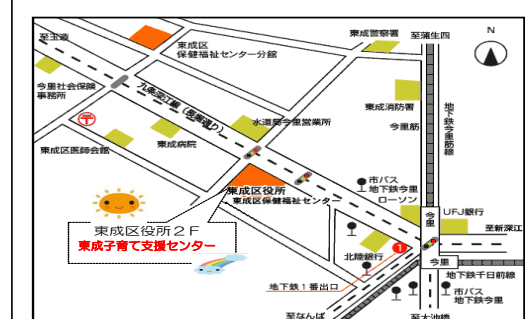 至玉造
東成区
保健福祉センター分館
東成警察署
至蒲生四
N
今里社会保険
事務所
九条深江線（長堀通り）
水道局今里営業所
東成消防署
今里筋
地下鉄今里筋線
〒
東成区医師会館
東成病院
東成区役所
東成区保健福祉センター
市バス
地下鉄今里
ローソン
東成区役所２Ｆ
東成子育て支援センター
今里
UFJ銀行
至新深江
北陸銀行
1
今里
地下鉄千日前線
地下鉄１番出口
市バス
地下鉄今里
至なんば
至大池橋